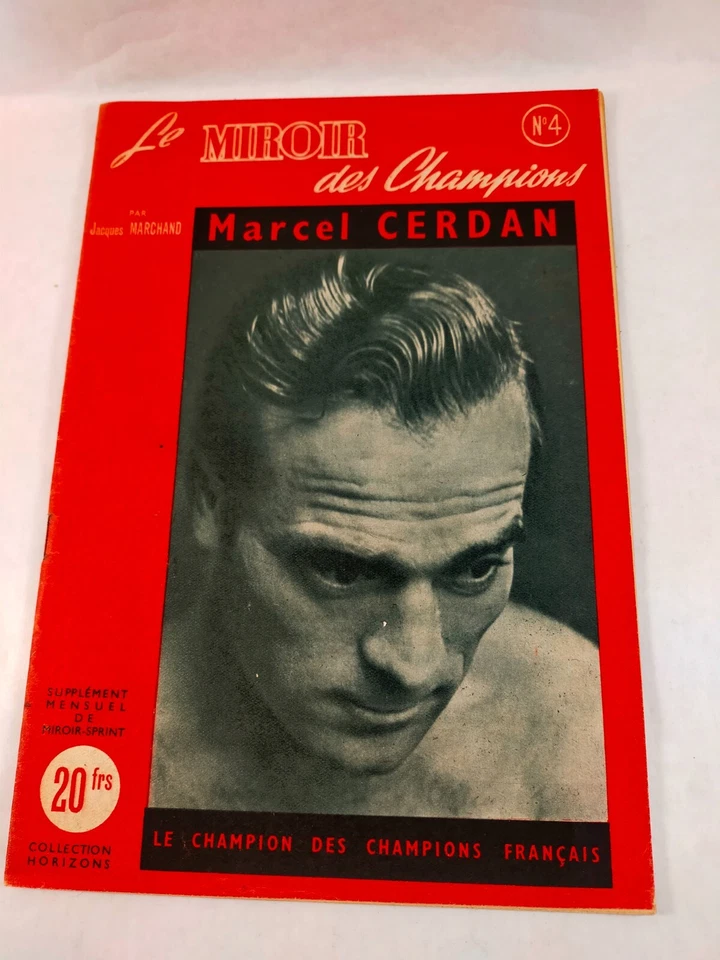 Le MIROIR
des Champions
N°4
PAR
Jacques MARCHAND
Marcel CERDAN
SUPPLÉMENT
MENSUEL
DE
MIROIR-SPRINT
20 frs
COLLECTION
HORIZONS
LE CHAMPION DES CHAMPIONS FRANÇAIS